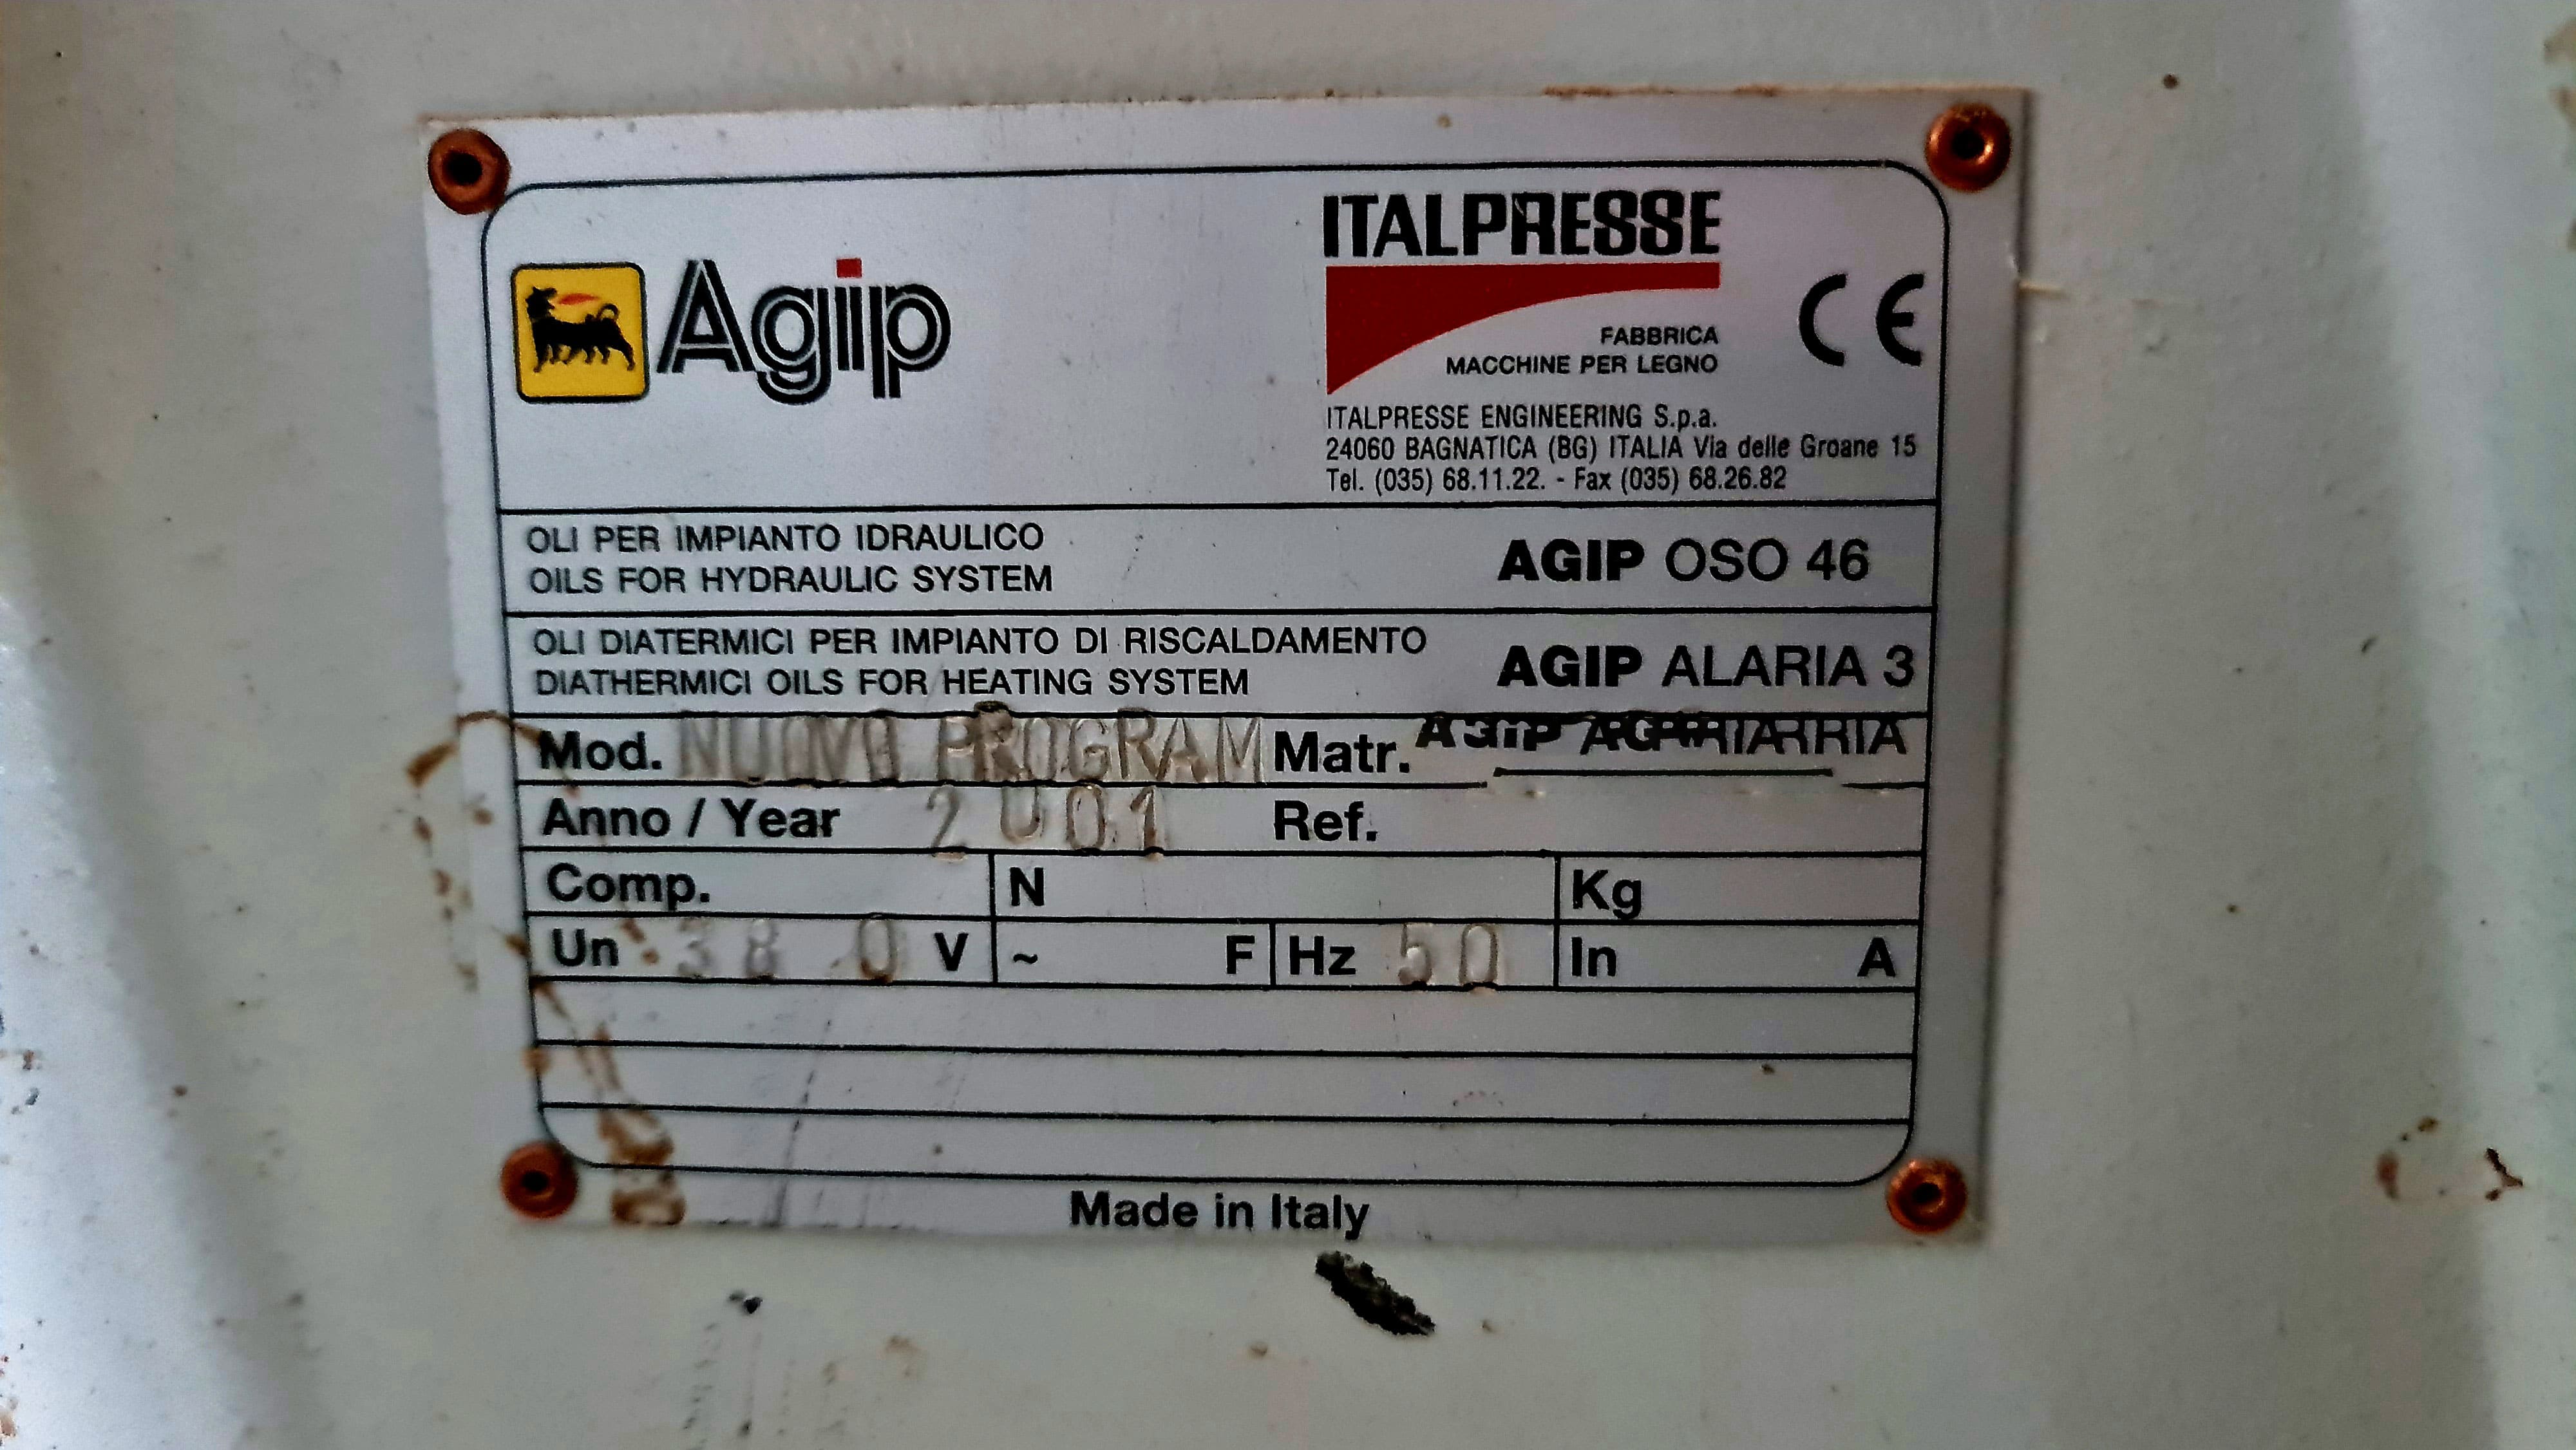 Agip
ITALPRESSE
FABBRICA
MACCHINE PER LEGNO
CE
ITALPRESSE ENGINEERING S.p.a.
24060 BAGNATICA (BG) ITALIA Via delle Groane 15
Tel. (035) 68.11.22. - Fax (035) 68.26.82
OLI PER IMPIANTO IDRAULICO
OILS FOR HYDRAULIC SYSTEM
AGIP OSO 46
OLI DIATERMICI PER IMPIANTO DI RISCALDAMENTO
DIATHERMICI OILS FOR HEATING SYSTEM
AGIP ALARIA 3
Mod. NUOVO PROGRAM Matr.
Anno / Year 2001 Ref.
Comp. N Kg
Un 380 V ~ F Hz 50 In A
Made in Italy